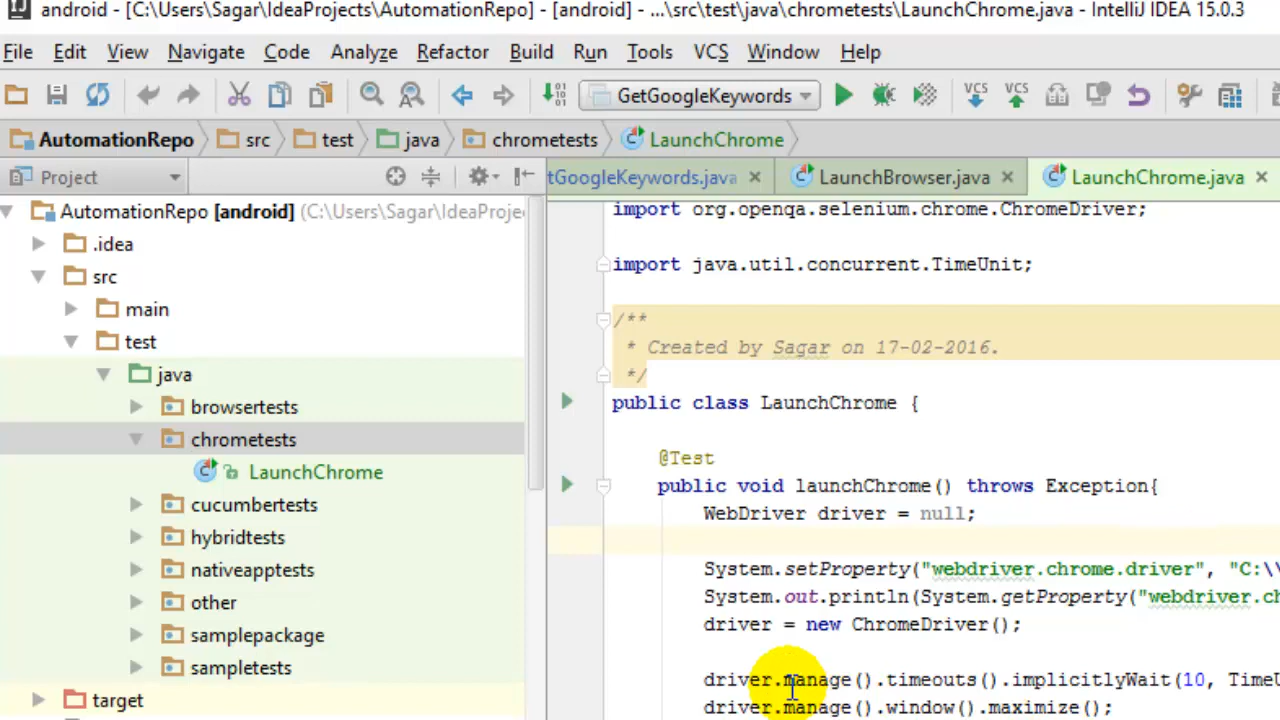 android - [C:\Users\Sagar\IdeaProjects\AutomationRepo] - [android] - ...\src\test\java\chrometests\LaunchChrome.java - IntelliJ IDEA 15.0.3
File Edit View Navigate Code Analyze Refactor Build Run Tools VCS Window Help
GetGoogleKeywords VCS VCS
AutomationRepo src test java chrometests LaunchChrome
Project tGoogleKeywords.java LaunchBrowser.java LaunchChrome.java
AutomationRepo [android] (C:\Users\Sagar\IdeaProje
.idea
src
main
test
java
browsertests
chrometests
LaunchChrome
cucumbertests
hybridtests
nativeapptests
other
samplepackage
sampletests
target
import org.openqa.selenium.chrome.ChromeDriver;
import java.util.concurrent.TimeUnit;
/**
* Created by Sagar on 17-02-2016.
*/
public class LaunchChrome {
@Test
public void launchChrome() throws Exception{
WebDriver driver = null;
System.setProperty("webdriver.chrome.driver", "C:\\
System.out.println(System.getProperty("webdriver.ch
driver = new ChromeDriver();
driver.manage().timeouts().implicitlyWait(10, TimeU
driver.manage().window().maximize();